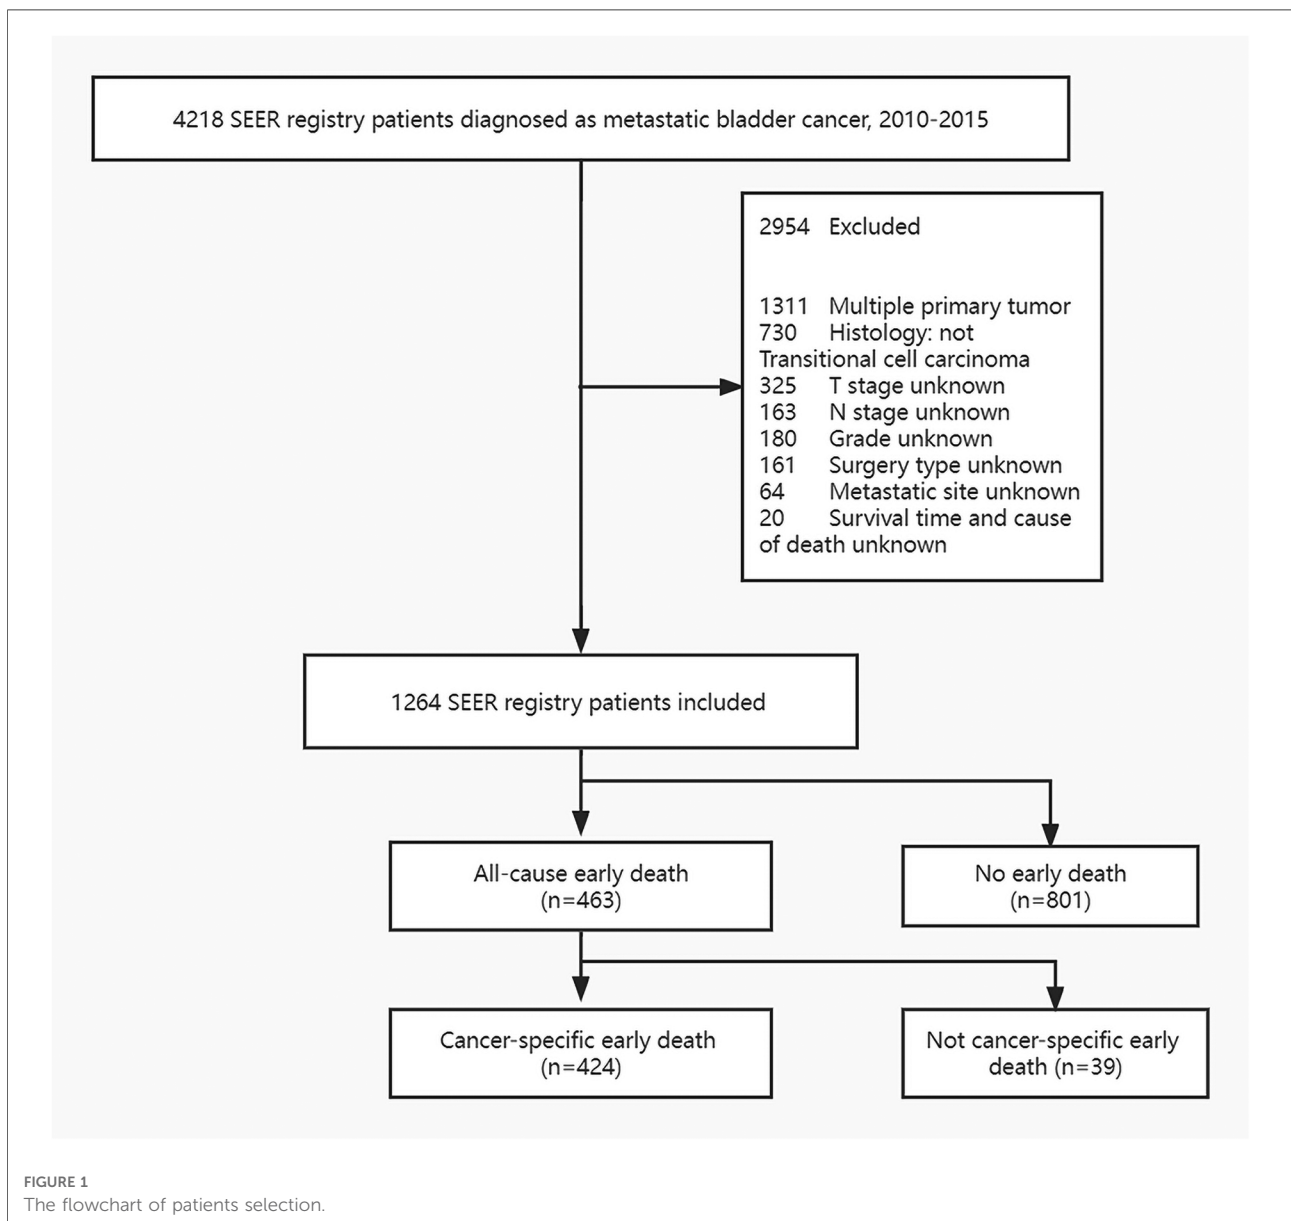 4218 SEER registry patients diagnosed as metastatic bladder cancer, 2010-2015
2954 Excluded
1311 Multiple primary tumor
730 Histology: not
Transitional cell carcinoma
325 T stage unknown
163 N stage unknown
180 Grade unknown
161 Surgery type unknown
64 Metastatic site unknown
20 Survival time and cause
of death unknown
1264 SEER registry patients included
All-cause early death
(n=463)
No early death
(n=801)
Cancer-specific early death
(n=424)
Not cancer-specific early
death (n=39)
FIGURE 1
The flowchart of patients selection.